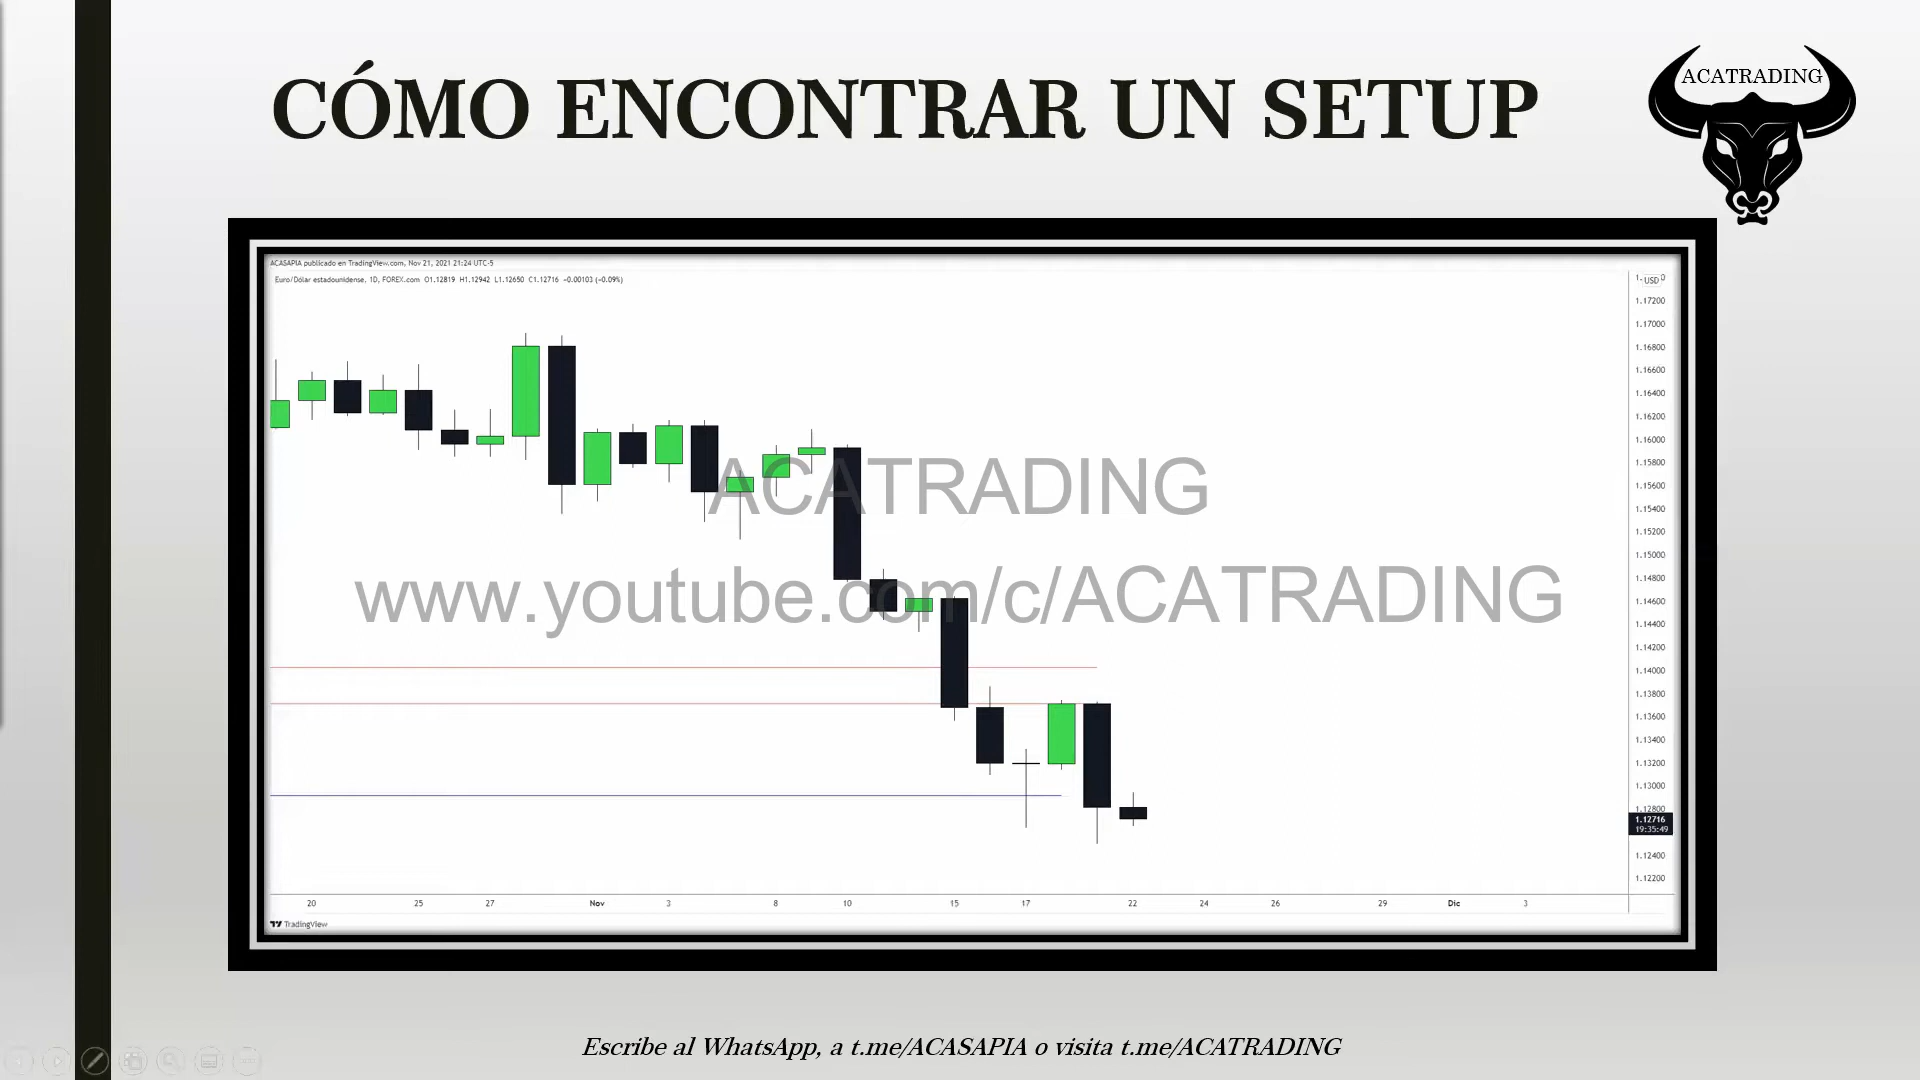 CÓMO ENCONTRAR UN SETUP
ACATRADING
ACASAPIA publicado en TradingView.com, Nov 21, 2021 21:24 UTC-5
Euro/Dólar estadounidense, 1D, FOREX.com O1.12819 H1.12942 L1.12650 C1.12716 −0.00103 (−0.09%)
USD
1.17200
1.17000
1.16800
1.16600
1.16400
1.16200
1.16000
1.15800
1.15600
1.15400
1.15200
1.15000
1.14800
1.14600
1.14400
1.14200
1.14000
1.13800
1.13600
1.13400
1.13200
1.13000
1.12800
1.12716
19:35:49
1.12400
1.12200
ACATRADING
www.youtube.com/c/ACATRADING
20 25 27 Nov 3 8 10 15 17 22 24 26 29 Dic 3
TradingView
Escribe al WhatsApp, a t.me/ACASAPIA o visita t.me/ACATRADING